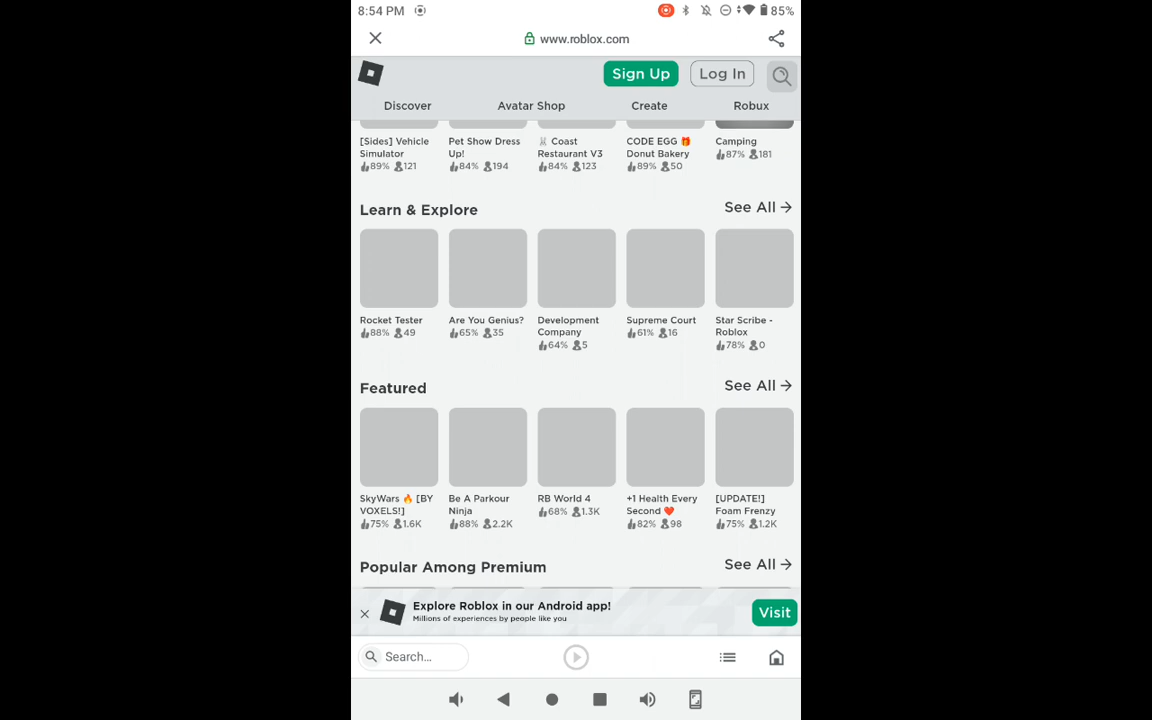 8:54 PM
85%
www.roblox.com
Sign Up
Log In
Discover
Avatar Shop
Create
Robux
[Sides] Vehicle
Simulator
89% 121
Pet Show Dress
Up!
84% 194
🐰 Coast
Restaurant V3
84% 123
CODE EGG 🎁
Donut Bakery
89% 50
Camping
87% 181
Learn & Explore
See All →
Rocket Tester
88% 49
Are You Genius?
65% 35
Development
Company
64% 5
Supreme Court
61% 16
Star Scribe -
Roblox
78% 0
Featured
See All →
SkyWars 🔥 [BY
VOXELS!]
75% 1.6K
Be A Parkour
Ninja
88% 2.2K
RB World 4
68% 1.3K
+1 Health Every
Second ❤️
82% 98
[UPDATE!]
Foam Frenzy
75% 1.2K
Popular Among Premium
See All →
Explore Roblox in our Android app!
Millions of experiences by people like you
Visit
Search...